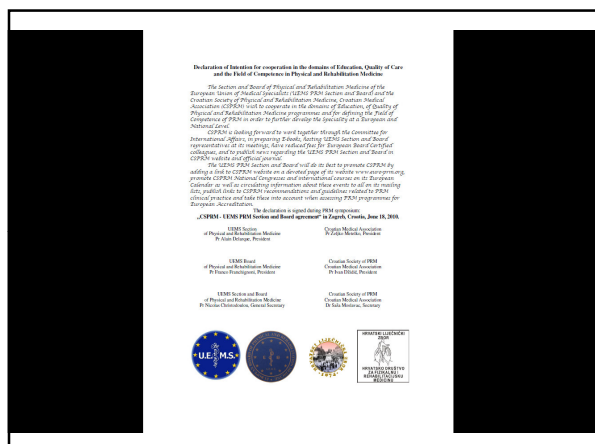 Declaration of Intention for cooperation in the domains of Education, Quality of Care
and the Field of Competence in Physical and Rehabilitation Medicine
The Section and Board of Physical and Rehabilitation Medicine of the
European Union of Medical Specialists (UEMS PRM Section and Board) and the
Croatian Society of Physical and Rehabilitation Medicine, Croatian Medical
Association (CSPRM) wish to cooperate in the domains of Education, of Quality of
Physical and Rehabilitation Medicine programmes and for defining the Field of
Competence of PRM in order to further develop the Speciality at a European and
National Level.
CSPRM is looking forward to work together through the Committee for
International Affairs, in preparing E-books, hosting UEMS Section and Board
representatives at its meetings, have reduced fees for European Board Certified
colleagues, and to publish news regarding the UEMS PRM Section and Board in
CSPRM website and official journal.
The UEMS PRM Section and Board will do its best to promote CSPRM by
adding a link to CSPRM website on a devoted page of its website www.euro-prm.org,
promote CSPRM National Congresses and international courses on its European
Calendar as well as circulating information about these events to all on its mailing
lists, publish links to CSPRM recommendations and guidelines related to PRM
clinical practice and take these into account when assessing PRM programmes for
European Accreditation.
The declaration is signed during PRM symposium:
„CSPRM - UEMS PRM Section and Board agreement“ in Zagreb, Croatia, June 18, 2010.
UEMS Section
of Physical and Rehabilitation Medicine
Pr Alain Delarque, President
Croatian Medical Association
Pr Željko Metelko, President
UEMS Board
of Physical and Rehabilitation Medicine
Pr Franco Franchignoni, President
Croatian Society of PRM
Croatian Medical Association
Pr Ivan Džidić, President
UEMS Section and Board
of Physical and Rehabilitation Medicine
Pr Nicolas Christodoulou, General Secretary
Croatian Society of PRM
Croatian Medical Association
Dr Saša Moslavac, Secretary
U.E.M.S.
HRVATSKI LIJEČNIČKI
ZBOR
HRVATSKO DRUŠTVO
ZA FIZIKALNU I
REHABILITACIJSKU
MEDICINU